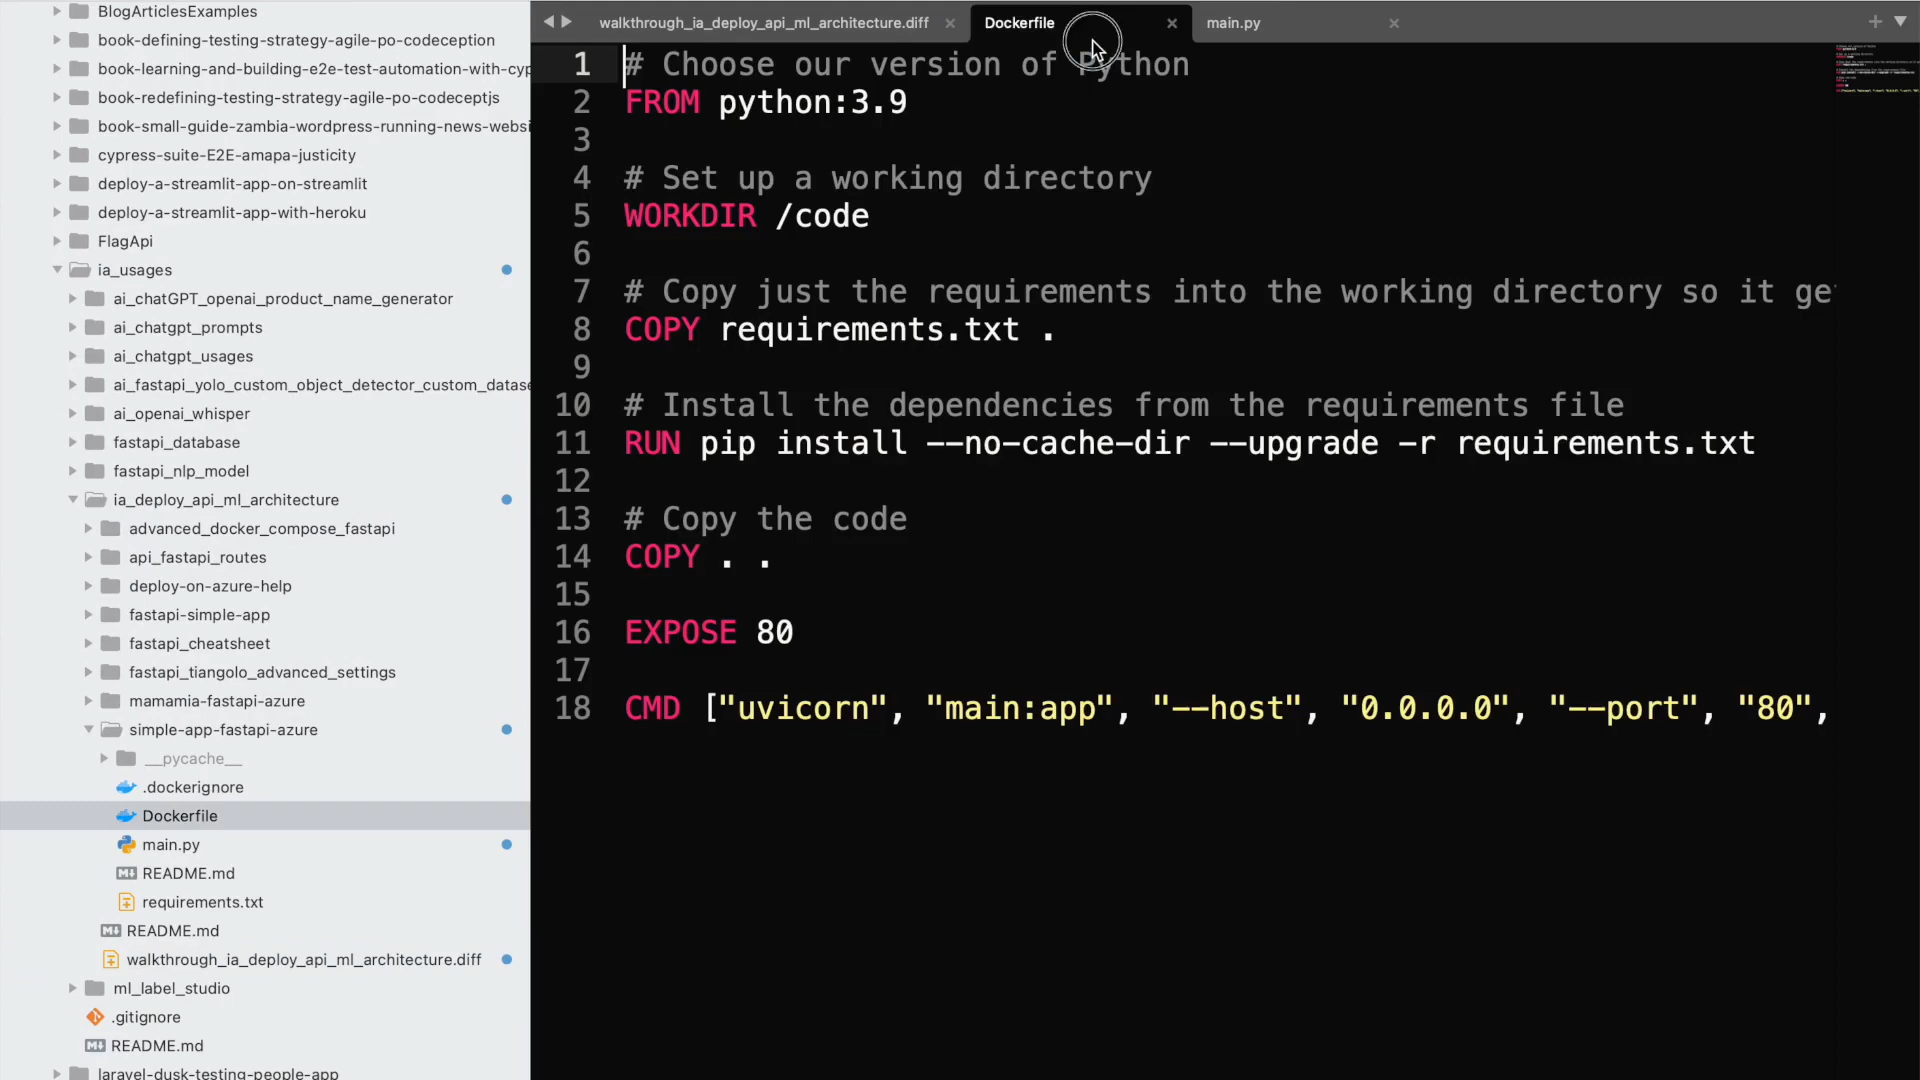 BlogArticlesExamples
book-defining-testing-strategy-agile-po-codeception
book-learning-and-building-e2e-test-automation-with-cyp
book-redefining-testing-strategy-agile-po-codeceptjs
book-small-guide-zambia-wordpress-running-news-websi
cypress-suite-E2E-amapa-justicity
deploy-a-streamlit-app-on-streamlit
deploy-a-streamlit-app-with-heroku
FlagApi
ia_usages
ai_chatGPT_openai_product_name_generator
ai_chatgpt_prompts
ai_chatgpt_usages
ai_fastapi_yolo_custom_object_detector_custom_datase
ai_openai_whisper
fastapi_database
fastapi_nlp_model
ia_deploy_api_ml_architecture
advanced_docker_compose_fastapi
api_fastapi_routes
deploy-on-azure-help
fastapi-simple-app
fastapi_cheatsheet
fastapi_tiangolo_advanced_settings
mamamia-fastapi-azure
simple-app-fastapi-azure
__pycache__
.dockerignore
Dockerfile
main.py
README.md
requirements.txt
README.md
walkthrough_ia_deploy_api_ml_architecture.diff
ml_label_studio
.gitignore
README.md
laravel-dusk-testing-people-app
walkthrough_ia_deploy_api_ml_architecture.diff
Dockerfile
main.py
1 # Choose our version of Python
2 FROM python:3.9
3
4 # Set up a working directory
5 WORKDIR /code
6
7 # Copy just the requirements into the working directory so it ge
8 COPY requirements.txt .
9
10 # Install the dependencies from the requirements file
11 RUN pip install --no-cache-dir --upgrade -r requirements.txt
12
13 # Copy the code
14 COPY . .
15
16 EXPOSE 80
17
18 CMD ["uvicorn", "main:app", "--host", "0.0.0.0", "--port", "80",